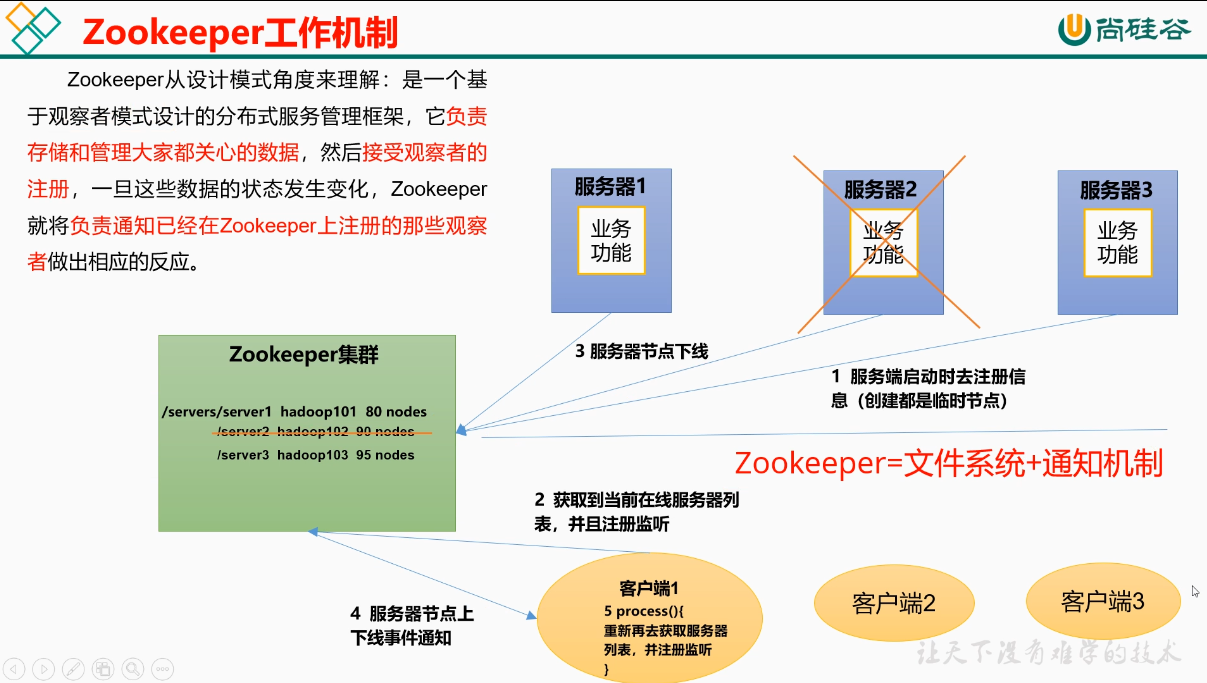 Zookeeper工作机制
尚硅谷
Zookeeper从设计模式角度来理解：是一个基
于观察者模式设计的分布式服务管理框架，它负责
存储和管理大家都关心的数据，然后接受观察者的
注册，一旦这些数据的状态发生变化，Zookeeper
就将负责通知已经在Zookeeper上注册的那些观察
者做出相应的反应。
服务器1
业务
功能
服务器2
业务
功能
服务器3
业务
功能
3 服务器节点下线
1 服务端启动时去注册信
息（创建都是临时节点）
Zookeeper集群
/servers/server1 hadoop101 80 nodes
/server2 hadoop102 90 nodes
/server3 hadoop103 95 nodes
Zookeeper=文件系统+通知机制
2 获取到当前在线服务器列
表，并且注册监听
4 服务器节点上
下线事件通知
客户端1
5 process(){
重新再去获取服务器
列表，并注册监听
}
客户端2
客户端3
让天下没有难学的技术